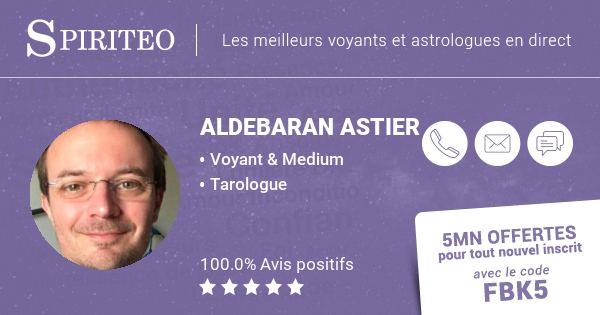 SPIRITEO
Les meilleurs voyants et astrologues en direct
ALDEBARAN ASTIER
• Voyant & Medium
• Tarologue
100.0% Avis positifs
5MN OFFERTES
pour tout nouvel inscrit
avec le code
FBK5